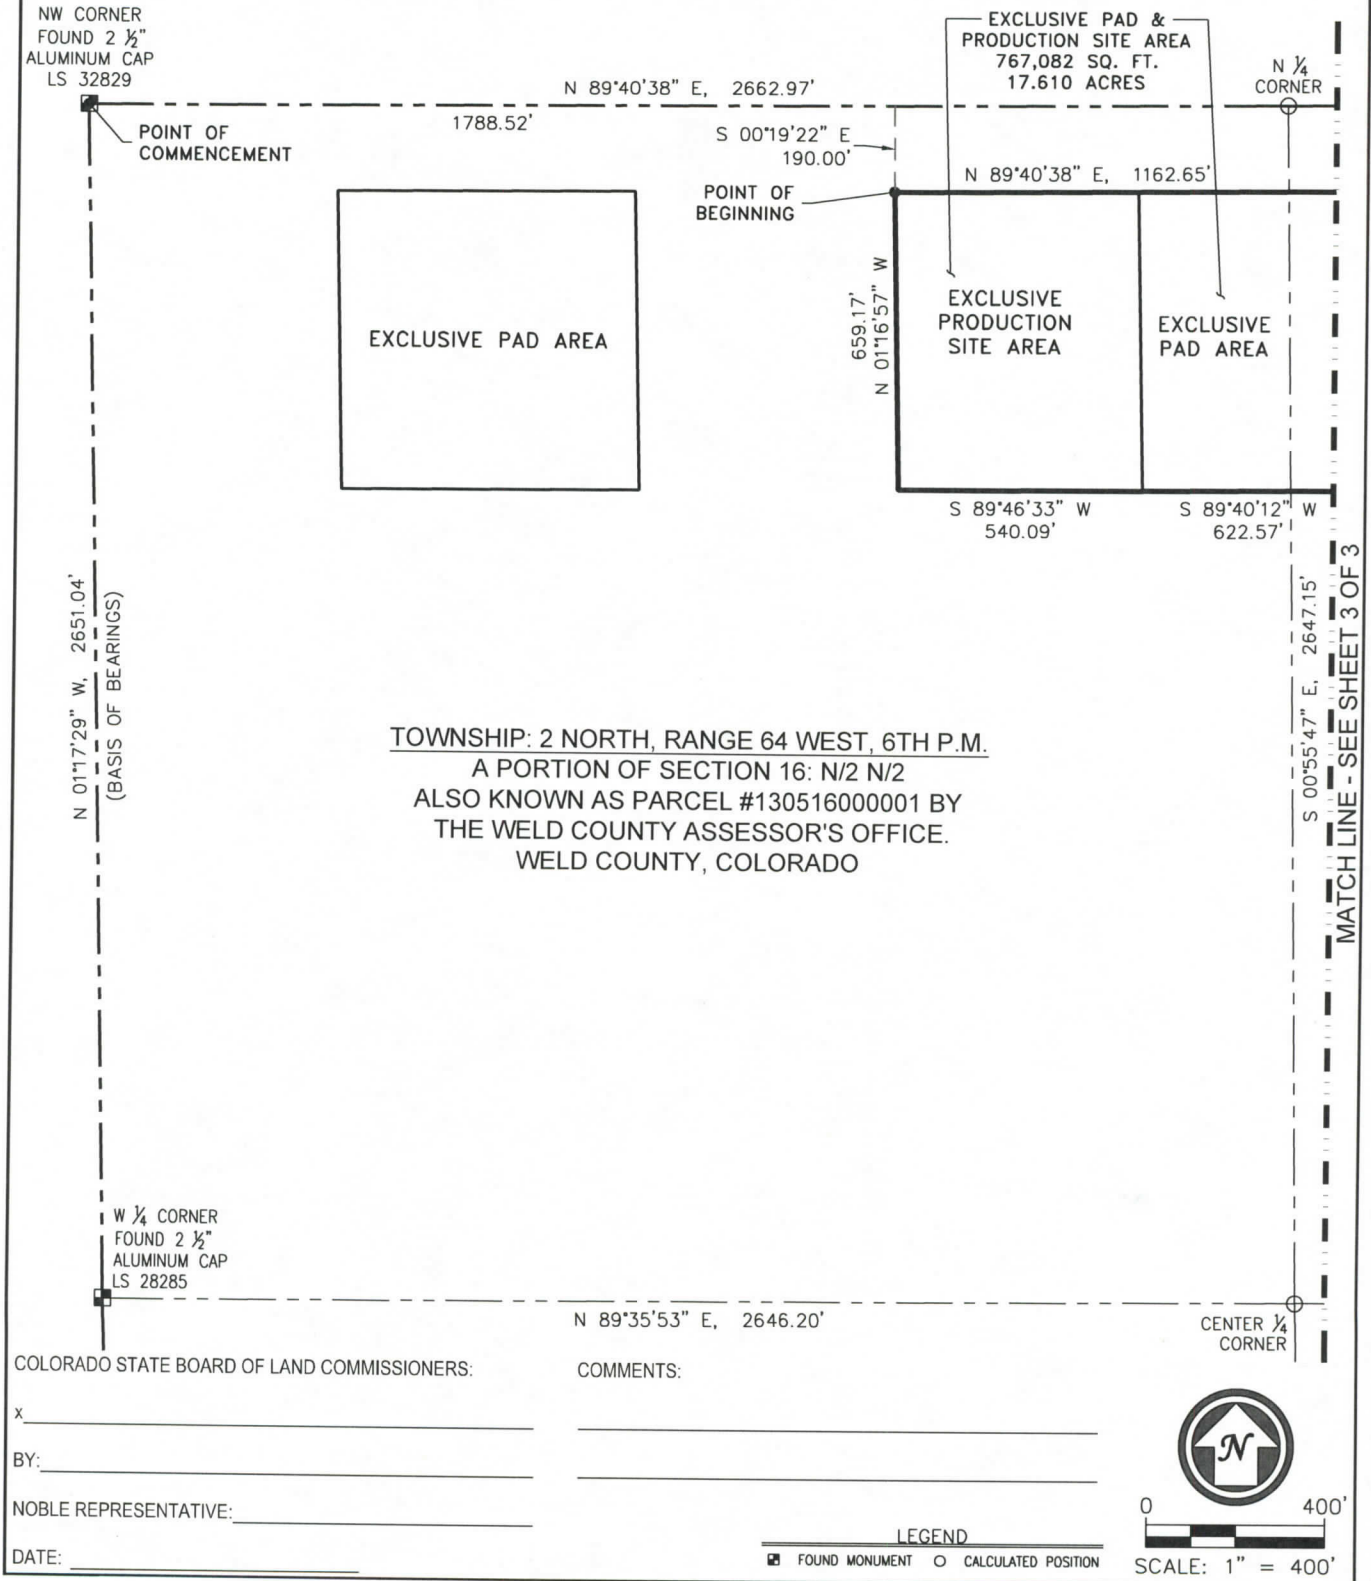 NW CORNER
FOUND 2 ½"
ALUMINUM CAP
LS 32829
POINT OF
COMMENCEMENT
N 89°40'38" E, 2662.97'
1788.52'
EXCLUSIVE PAD &
PRODUCTION SITE AREA
767,082 SQ. FT.
17.610 ACRES
N ¼
CORNER
S 00°19'22" E
190.00'
POINT OF
BEGINNING
N 89°40'38" E, 1162.65'
659.17'
N 01°16'57" W
EXCLUSIVE PAD AREA
EXCLUSIVE
PRODUCTION
SITE AREA
EXCLUSIVE
PAD AREA
S 89°46'33" W
540.09'
S 89°40'12" W
622.57'
N 01°17'29" W, 2651.04'
(BASIS OF BEARINGS)
S 00°55'47" E, 2647.15'
MATCH LINE - SEE SHEET 3 OF 3
TOWNSHIP: 2 NORTH, RANGE 64 WEST, 6TH P.M.
A PORTION OF SECTION 16: N/2 N/2
ALSO KNOWN AS PARCEL #130516000001 BY
THE WELD COUNTY ASSESSOR'S OFFICE.
WELD COUNTY, COLORADO
W ¼ CORNER
FOUND 2 ½"
ALUMINUM CAP
LS 28285
N 89°35'53" E, 2646.20'
CENTER ¼
CORNER
COLORADO STATE BOARD OF LAND COMMISSIONERS:
COMMENTS:
X
BY:
NOBLE REPRESENTATIVE:
DATE:
LEGEND
FOUND MONUMENT
CALCULATED POSITION
N
0 400'
SCALE: 1" = 400'